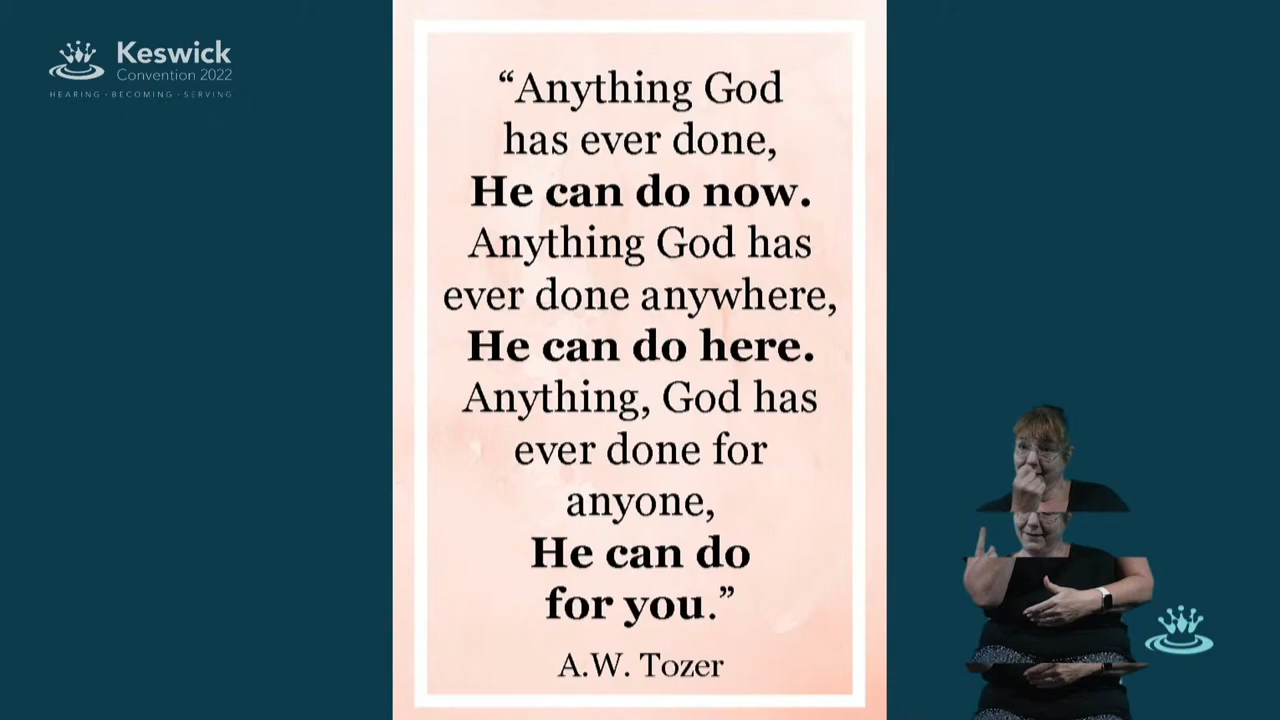 Keswick
Convention 2022
HEARING · BECOMING · SERVING
“Anything God
has ever done,
He can do now.
Anything God has
ever done anywhere,
He can do here.
Anything, God has
ever done for
anyone,
He can do
for you.”
A.W. Tozer